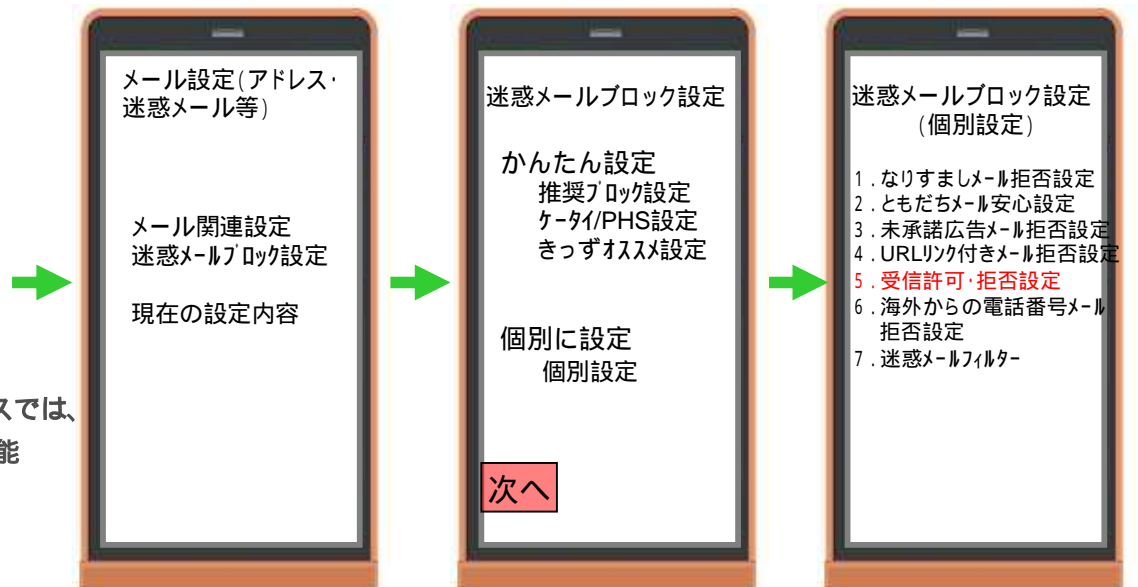 メール設定(アドレス･
迷惑メール等)
メール関連設定
迷惑ﾒｰﾙﾌﾞﾛｯｸ設定
現在の設定内容
スでは、
能
迷惑メールブロック設定
かんたん設定
推奨ﾌﾞﾛｯｸ設定
ｹｰﾀｲ/PHS設定
きっずｵｽｽﾒ設定
個別に設定
個別設定
次へ
迷惑メールブロック設定
(個別設定)
1．なりすましﾒｰﾙ拒否設定
2．ともだちﾒｰﾙ安心設定
3．未承諾広告ﾒｰﾙ拒否設定
4．URLﾘﾝｸ付きﾒｰﾙ拒否設定
5．受信許可･拒否設定
6．海外からの電話番号ﾒｰﾙ
拒否設定
7．迷惑ﾒｰﾙﾌｨﾙﾀｰ